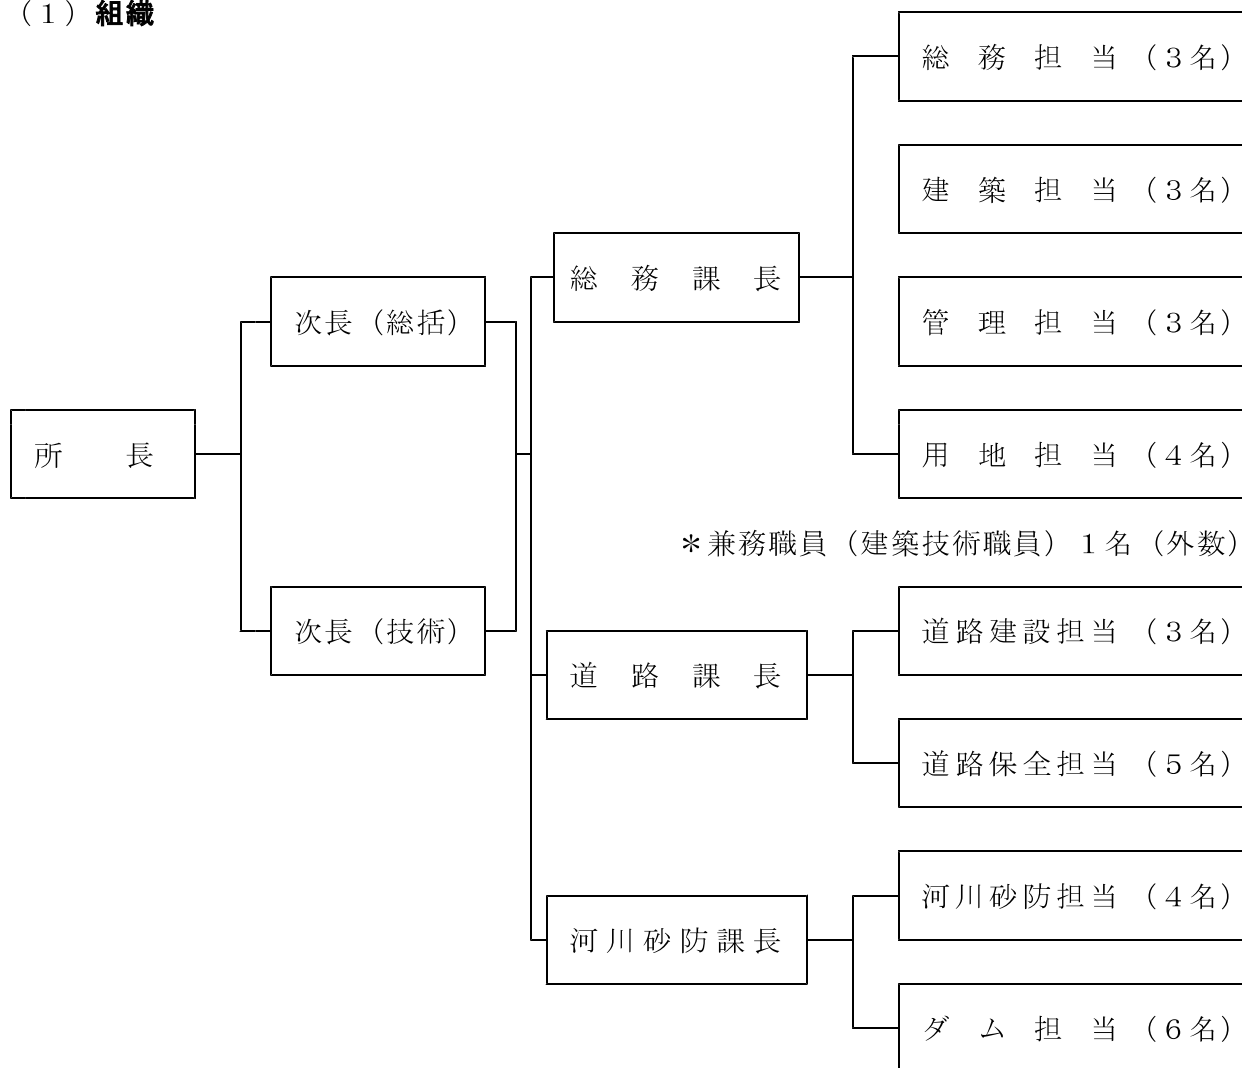 （１）組織
総務担当（３名）
建築担当（３名）
総務課長
管理担当（３名）
次長（総括）
所長
用地担当（４名）
＊兼務職員（建築技術職員）１名（外数）
次長（技術）
道路建設担当（３名）
道路課長
道路保全担当（５名）
河川砂防担当（４名）
河川砂防課長
ダム担当（６名）